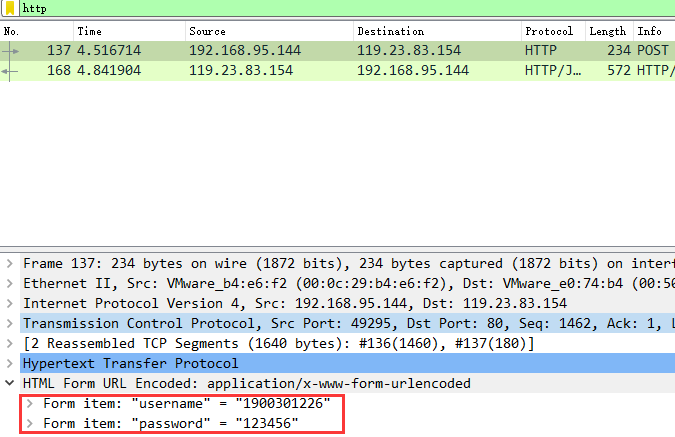 http
No. Time Source Destination Protocol Length Info
137 4.516714 192.168.95.144 119.23.83.154 HTTP 234 POST
168 4.841904 119.23.83.154 192.168.95.144 HTTP/J… 572 HTTP/
Frame 137: 234 bytes on wire (1872 bits), 234 bytes captured (1872 bits) on interf
Ethernet II, Src: VMware_b4:e6:f2 (00:0c:29:b4:e6:f2), Dst: VMware_e0:74:b4 (00:50
Internet Protocol Version 4, Src: 192.168.95.144, Dst: 119.23.83.154
Transmission Control Protocol, Src Port: 49295, Dst Port: 80, Seq: 1462, Ack: 1, L
[2 Reassembled TCP Segments (1640 bytes): #136(1460), #137(180)]
Hypertext Transfer Protocol
HTML Form URL Encoded: application/x-www-form-urlencoded
Form item: "username" = "1900301226"
Form item: "password" = "123456"